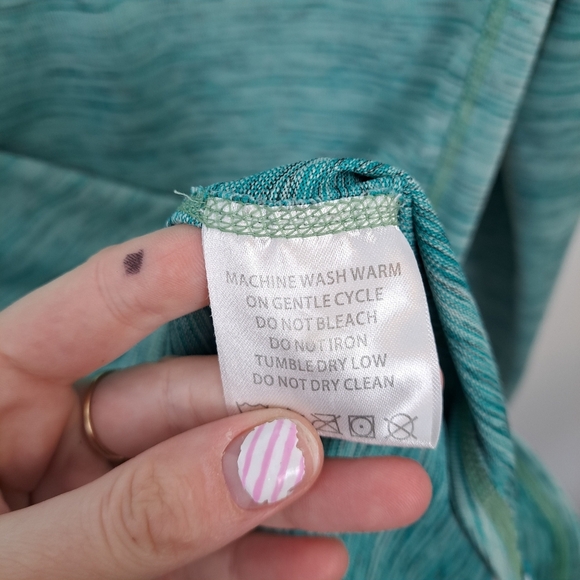 MACHINE WASH WARM
ON GENTLE CYCLE
DO NOT BLEACH
DO NOT IRON
TUMBLE DRY LOW
DO NOT DRY CLEAN